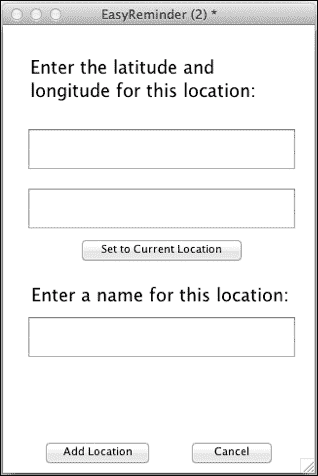 EasyReminder (2) *
Enter the latitude and
longitude for this location:
Set to Current Location
Enter a name for this location:
Add Location
Cancel